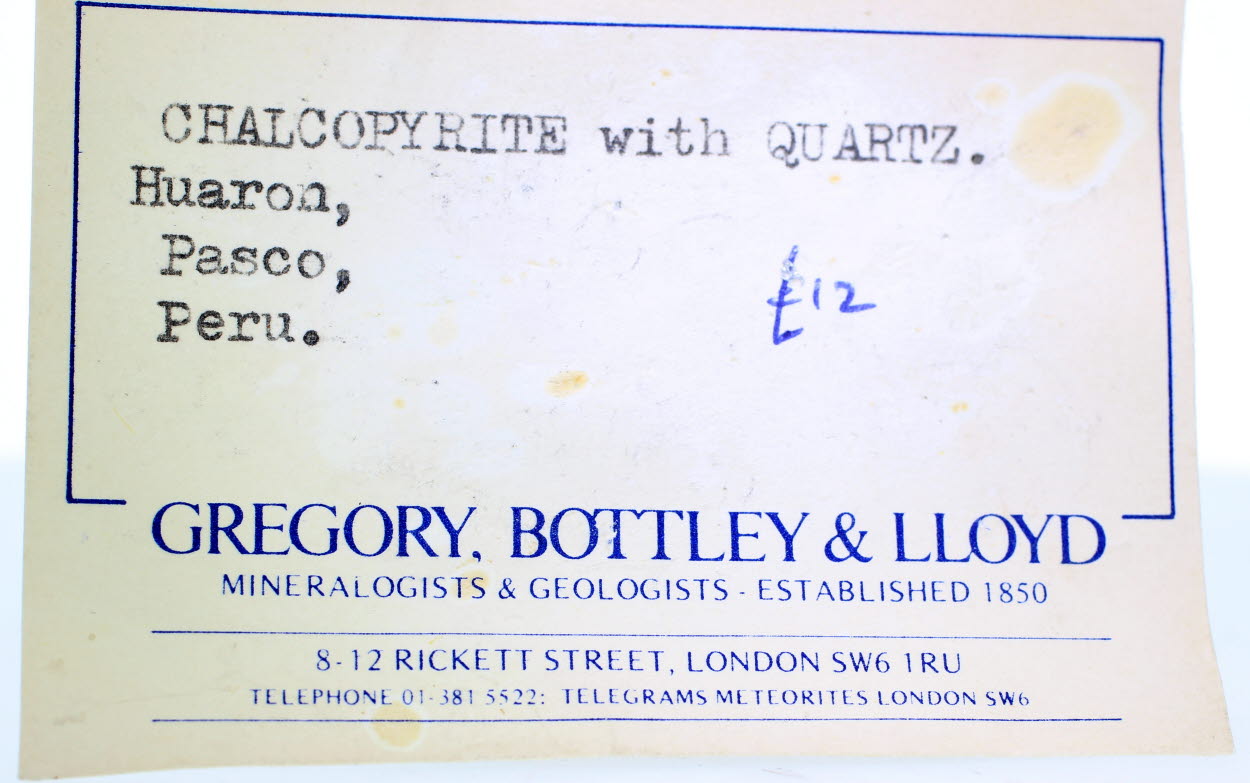 CHALCOPYRITE with QUARTZ.
Huaron,
Pasco,
Peru.
£12
GREGORY, BOTTLEY & LLOYD
MINERALOGISTS & GEOLOGISTS - ESTABLISHED 1850
8-12 RICKETT STREET, LONDON SW6 1RU
TELEPHONE 01-381 5522: TELEGRAMS METEORITES LONDON SW6